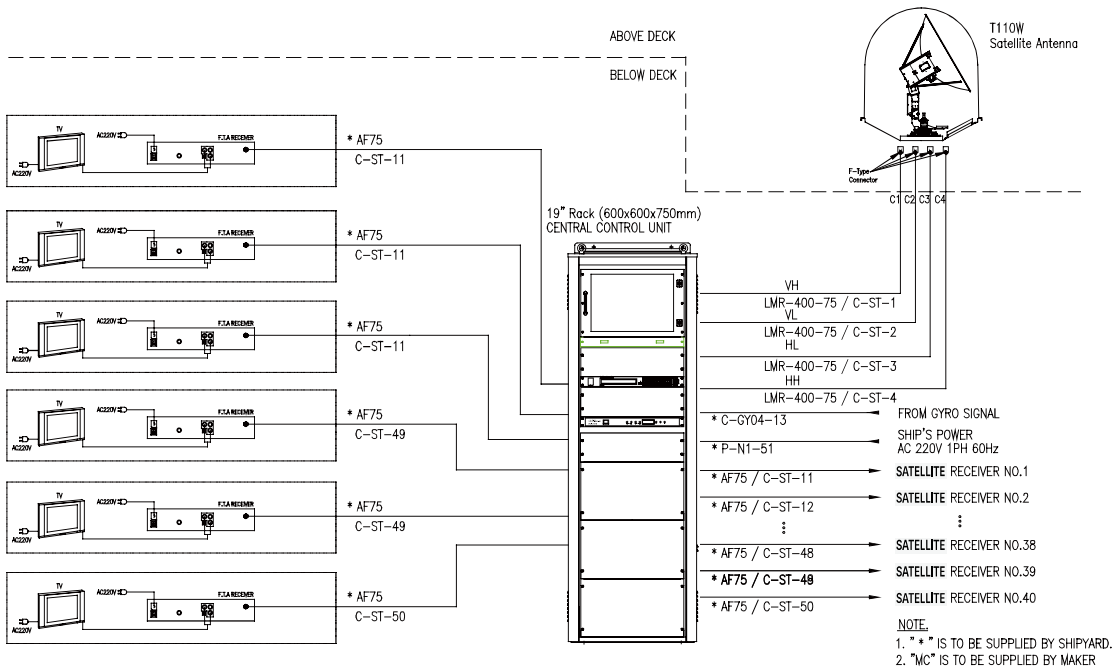 ABOVE DECK
BELOW DECK
T110W
Satellite Antenna
F-Type
Connector
C1 C2 C3 C4
TV
AC220V
AC220V
F.T.A RECEIVER
* AF75
C-ST-11
TV
AC220V
AC220V
F.T.A RECEIVER
* AF75
C-ST-11
TV
AC220V
AC220V
F.T.A RECEIVER
* AF75
C-ST-11
TV
AC220V
AC220V
F.T.A RECEIVER
* AF75
C-ST-49
TV
AC220V
AC220V
F.T.A RECEIVER
* AF75
C-ST-49
TV
AC220V
AC220V
F.T.A RECEIVER
* AF75
C-ST-50
19" Rack (600x600x750mm)
CENTRAL CONTROL UNIT
VH
LMR-400-75 / C-ST-1
VL
LMR-400-75 / C-ST-2
HL
LMR-400-75 / C-ST-3
HH
LMR-400-75 / C-ST-4
* C-GY04-13
FROM GYRO SIGNAL
* P-N1-51
SHIP'S POWER
AC 220V 1PH 60Hz
* AF75 / C-ST-11
SATELLITE RECEIVER NO.1
* AF75 / C-ST-12
SATELLITE RECEIVER NO.2
* AF75 / C-ST-48
SATELLITE RECEIVER NO.38
* AF75 / C-ST-49
SATELLITE RECEIVER NO.39
* AF75 / C-ST-50
SATELLITE RECEIVER NO.40
NOTE.
1. " * " IS TO BE SUPPLIED BY SHIPYARD.
2. "MC" IS TO BE SUPPLIED BY MAKER